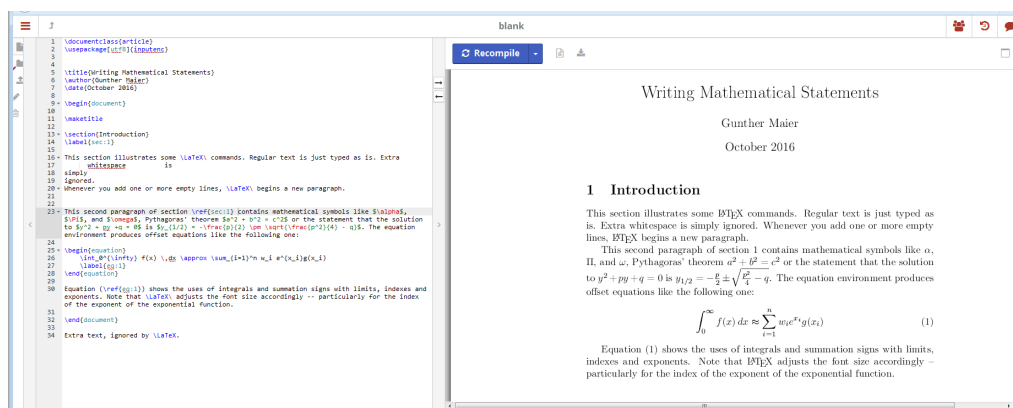 blank
1 \documentclass{article}
2 \usepackage[utf8]{inputenc}
3
4
5 \title{Writing Mathematical Statements}
6 \author{Gunther Maier}
7 \date{October 2016}
8
9 \begin{document}
10
11 \maketitle
12
13 \section{Introduction}
14 \label{sec:1}
15
16 This section illustrates some \LaTeX\ commands. Regular text is just typed as is. Extra
17 whitespace is
18 simply
19 ignored.
20 Whenever you add one or more empty lines, \LaTeX\ begins a new paragraph.
21
22
23 This second paragraph of section \ref{sec:1} contains mathematical symbols like $\alpha$,
$\Pi$, and $\omega$, Pythagoras' theorem $a^2 + b^2 = c^2$ or the statement that the solution
to $y^2 + py +q = 0$ is $y_{1/2} = -\frac{p}{2} \pm \sqrt{\frac{p^2}{4} - q}$. The equation
environment produces offset equations like the following one:
24
25 \begin{equation}
26 \int_0^{\infty} f(x) \,dx \approx \sum_{i=1}^n w_i e^{x_i}g(x_i)
27 \label{eq:1}
28 \end{equation}
29
30 Equation (\ref{eq:1}) shows the uses of integrals and summation signs with limits, indexes and
exponents. Note that \LaTeX\ adjusts the font size accordingly -- particularly for the index
of the exponent of the exponential function.
31
32 \end{document}
33
34 Extra text, ignored by \LaTeX.
Recompile
Writing Mathematical Statements
Gunther Maier
October 2016
1 Introduction
This section illustrates some LaTeX commands. Regular text is just typed as
is. Extra whitespace is simply ignored. Whenever you add one or more empty
lines, LaTeX begins a new paragraph.
This second paragraph of section 1 contains mathematical symbols like α,
Π, and ω, Pythagoras' theorem a² + b² = c² or the statement that the solution
to y² + py + q = 0 is y₁/₂ = −p/2 ± √(p²/4 − q). The equation environment produces
offset equations like the following one:
∫₀^∞ f(x) dx ≈ ∑ᵢ₌₁ⁿ wᵢe^{xᵢ}g(xᵢ) (1)
Equation (1) shows the uses of integrals and summation signs with limits,
indexes and exponents. Note that LaTeX adjusts the font size accordingly –
particularly for the index of the exponent of the exponential function.